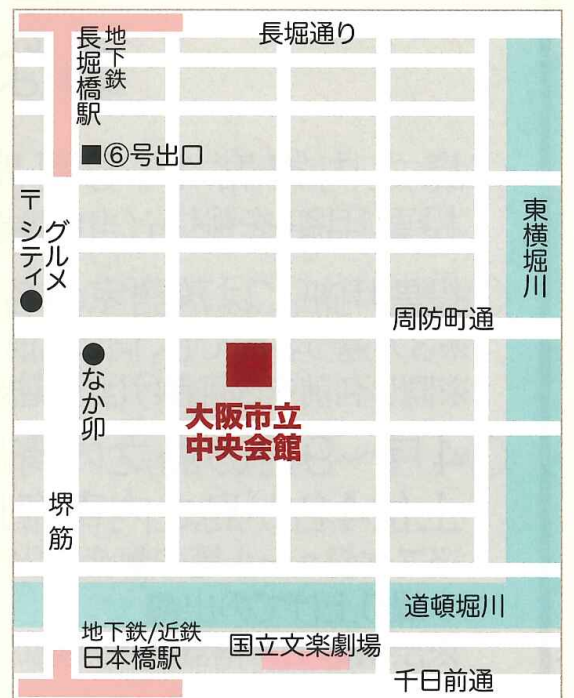 長堀通り
地下鉄
長堀橋駅
■⑥号出口
〒
グルメ
シティ●
東横堀川
周防町通
●なか卯
大阪市立
中央会館
堺筋
道頓堀川
地下鉄/近鉄
日本橋駅
国立文楽劇場
千日前通